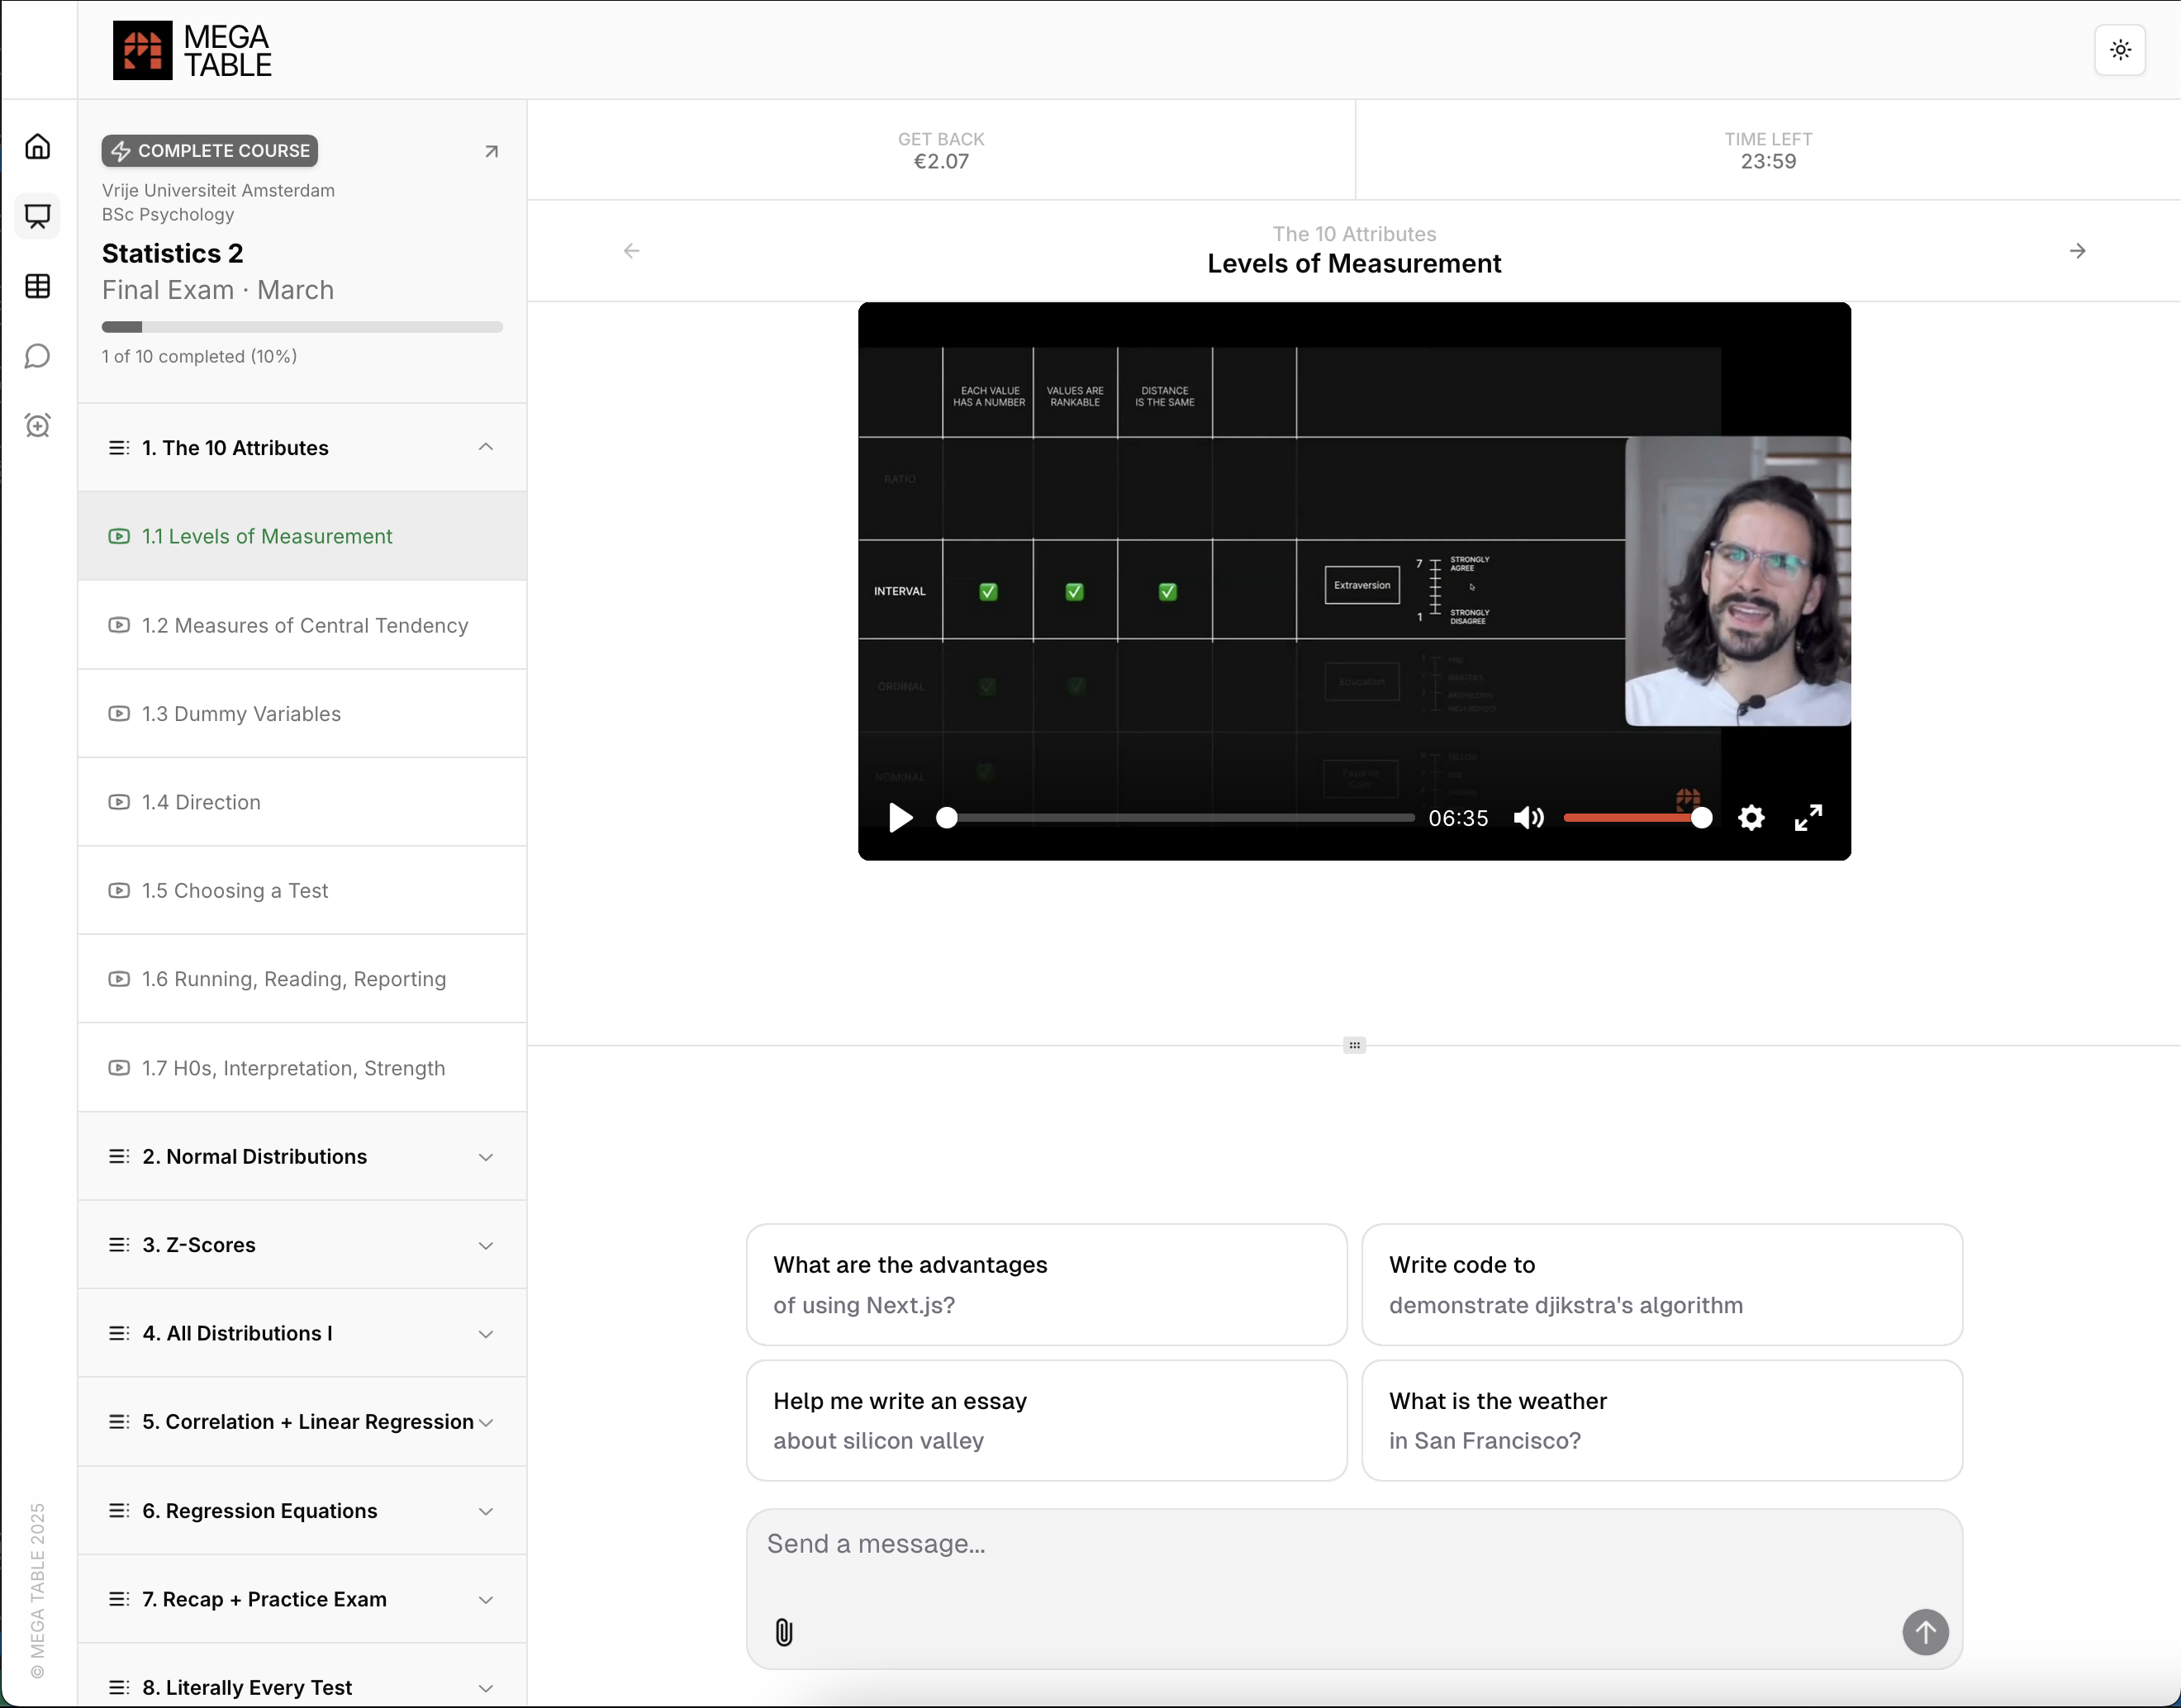 MEGA
TABLE
COMPLETE COURSE
Vrije Universiteit Amsterdam
BSc Psychology
Statistics 2
Final Exam · March
1 of 10 completed (10%)
1. The 10 Attributes
1.1 Levels of Measurement
1.2 Measures of Central Tendency
1.3 Dummy Variables
1.4 Direction
1.5 Choosing a Test
1.6 Running, Reading, Reporting
1.7 H0s, Interpretation, Strength
2. Normal Distributions
3. Z-Scores
4. All Distributions I
5. Correlation + Linear Regression
6. Regression Equations
7. Recap + Practice Exam
8. Literally Every Test
© MEGA TABLE 2025
GET BACK
€2.07
TIME LEFT
23:59
The 10 Attributes
Levels of Measurement
EACH VALUE
HAS A NUMBER
VALUES ARE
RANKABLE
DISTANCE
IS THE SAME
RATIO
INTERVAL
Extraversion
7
STRONGLY
AGREE
1
STRONGLY
DISAGREE
ORDINAL
Education
NOMINAL
Favorite
Color
06:35
What are the advantages
of using Next.js?
Write code to
demonstrate djikstra's algorithm
Help me write an essay
about silicon valley
What is the weather
in San Francisco?
Send a message...